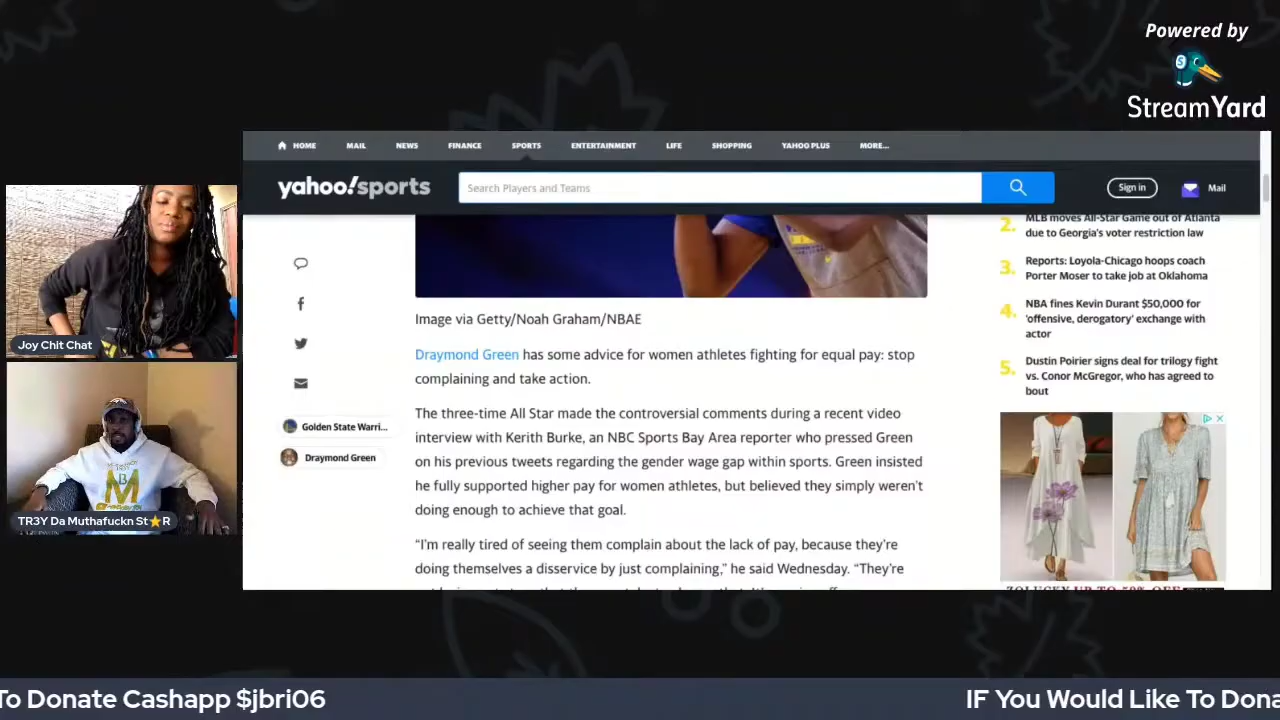 Powered by
StreamYard
HOME MAIL NEWS FINANCE SPORTS ENTERTAINMENT LIFE SHOPPING YAHOO PLUS MORE...
yahoo!sports
Search Players and Teams
Sign in
Mail
Image via Getty/Noah Graham/NBAE
Draymond Green has some advice for women athletes fighting for equal pay: stop
complaining and take action.
The three-time All Star made the controversial comments during a recent video
interview with Kerith Burke, an NBC Sports Bay Area reporter who pressed Green
on his previous tweets regarding the gender wage gap within sports. Green insisted
he fully supported higher pay for women athletes, but believed they simply weren't
doing enough to achieve that goal.
“I'm really tired of seeing them complain about the lack of pay, because they're
doing themselves a disservice by just complaining,” he said Wednesday. “They're
Golden State Warri...
Draymond Green
2. MLB moves All-Star Game out of Atlanta
due to Georgia's voter restriction law
3. Reports: Loyola-Chicago hoops coach
Porter Moser to take job at Oklahoma
4. NBA fines Kevin Durant $50,000 for
'offensive, derogatory' exchange with
actor
5. Dustin Poirier signs deal for trilogy fight
vs. Conor McGregor, who has agreed to
bout
Joy Chit Chat
TR3Y Da Muthafuckn St⭐R
To Donate Cashapp $jbri06
IF You Would Like To Dona